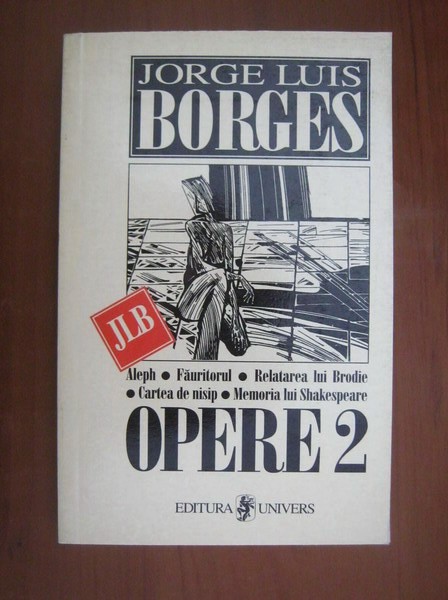 JORGE LUIS
BORGES
JLB
Aleph ● Făuritorul ● Relatarea lui Brodie
● Cartea de nisip ● Memoria lui Shakespeare
OPERE 2
EDITURA UNIVERS